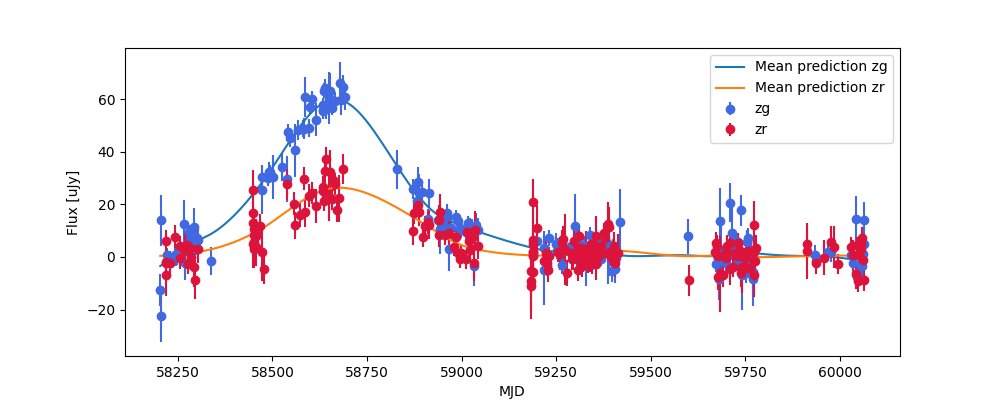 60
40
20
0
−20
Flux [uJy]
58250
58500
58750
59000
59250
59500
59750
60000
MJD
Mean prediction zg
Mean prediction zr
zg
zr